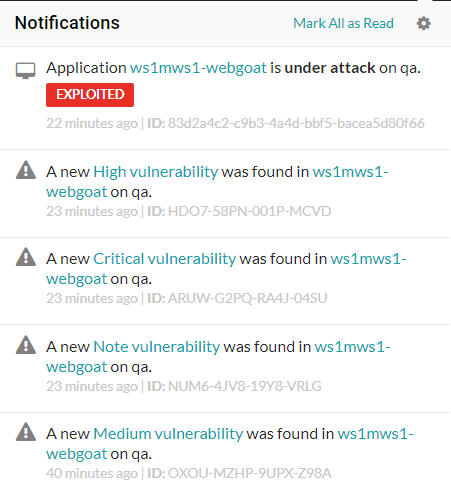 Notifications
Mark All as Read
Application ws1mws1-webgoat is under attack on qa.
EXPLOITED
22 minutes ago | ID: 83d2a4c2-c9b3-4a4d-bbf5-bacea5d80f66
A new High vulnerability was found in ws1mws1-
webgoat on qa.
23 minutes ago | ID: HDO7-58PN-001P-MCVD
A new Critical vulnerability was found in ws1mws1-
webgoat on qa.
23 minutes ago | ID: ARUW-G2PQ-RA4J-04SU
A new Note vulnerability was found in ws1mws1-
webgoat on qa.
23 minutes ago | ID: NUM6-4JV8-19Y8-VRLG
A new Medium vulnerability was found in ws1mws1-
webgoat on qa.
40 minutes ago | ID: OXOU-MZHP-9UPX-Z98A